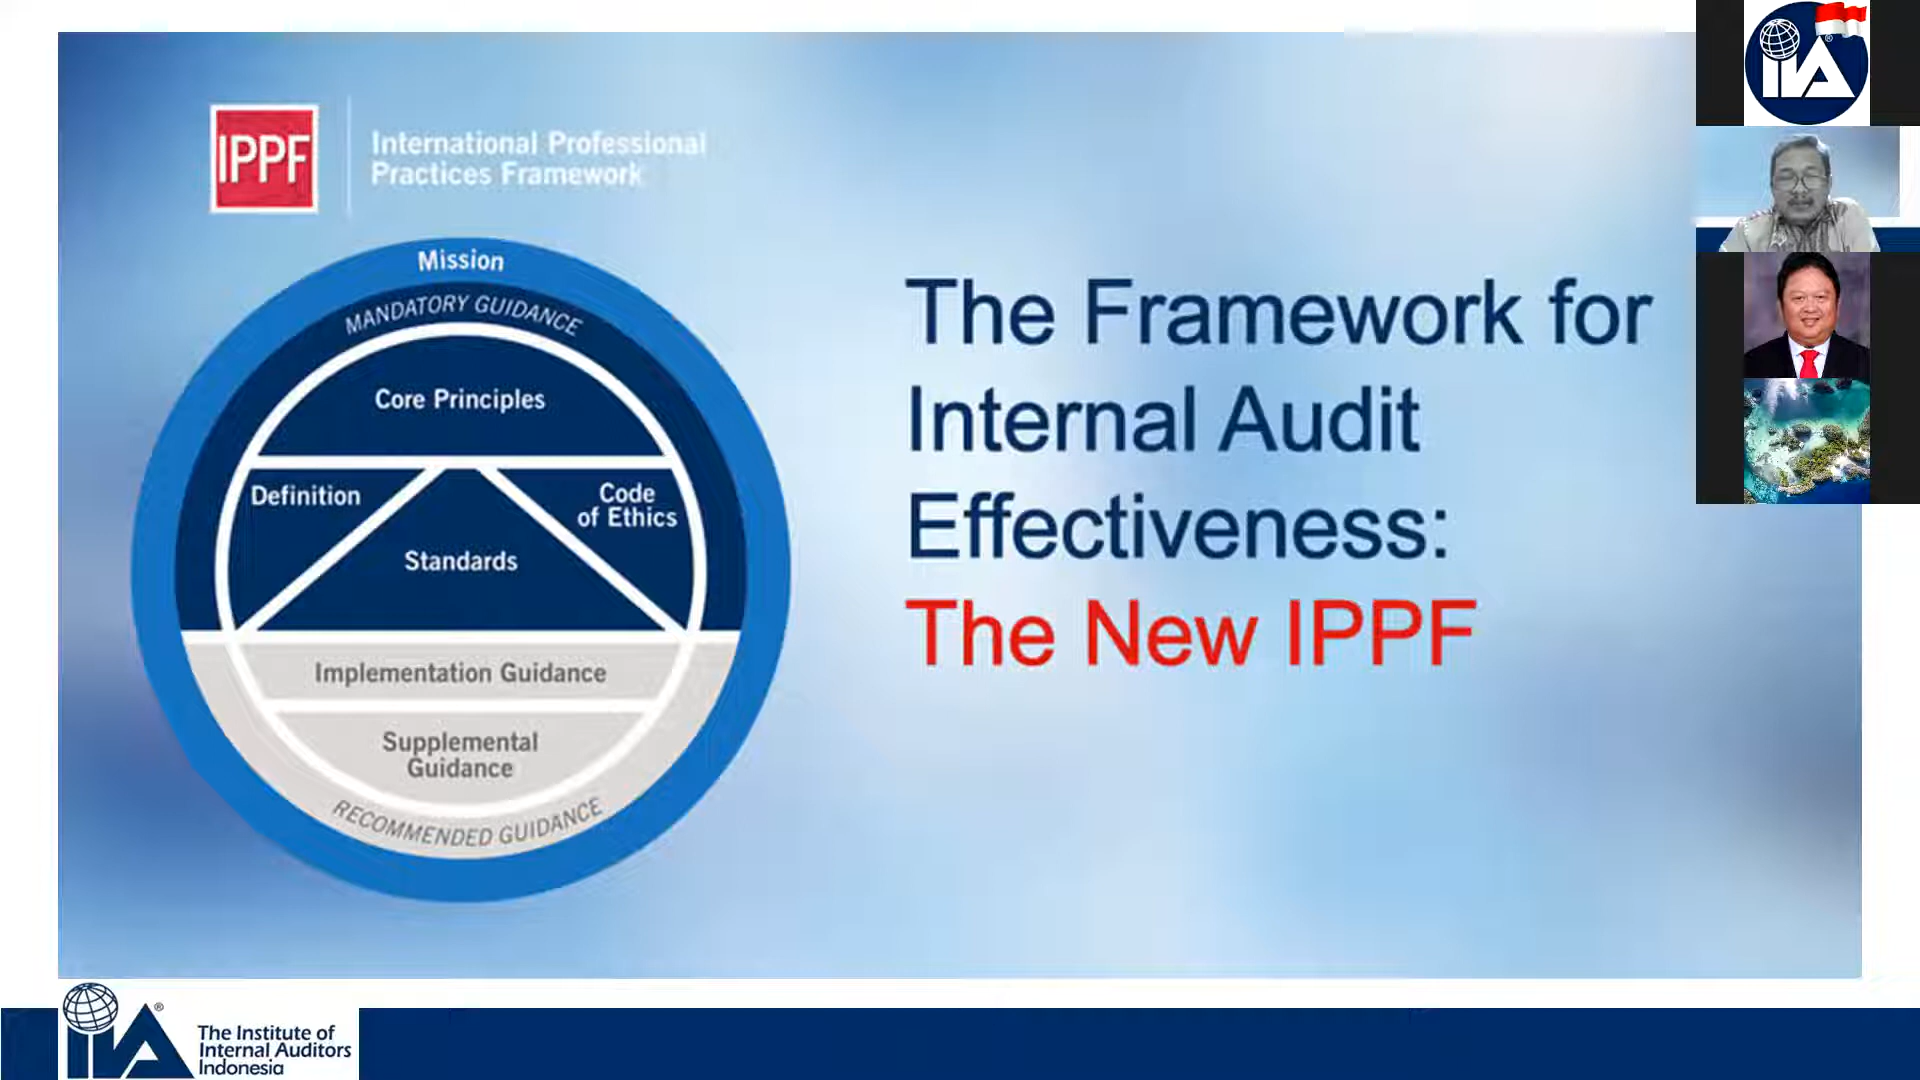 IPPF
International Professional
Practices Framework
Mission
MANDATORY GUIDANCE
Core Principles
Definition
Code
of Ethics
Standards
Implementation Guidance
Supplemental
Guidance
RECOMMENDED GUIDANCE
The Framework for
Internal Audit
Effectiveness:
The New IPPF
IIA
®
IIA
®
The Institute of
Internal Auditors
Indonesia